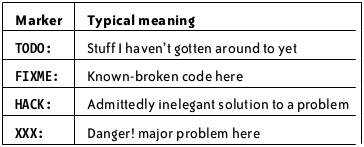 Marker Typical meaning
TODO: Stuff I haven't gotten around to yet
FIXME: Known-broken code here
HACK: Admittedly inelegant solution to a problem
XXX: Danger! major problem here